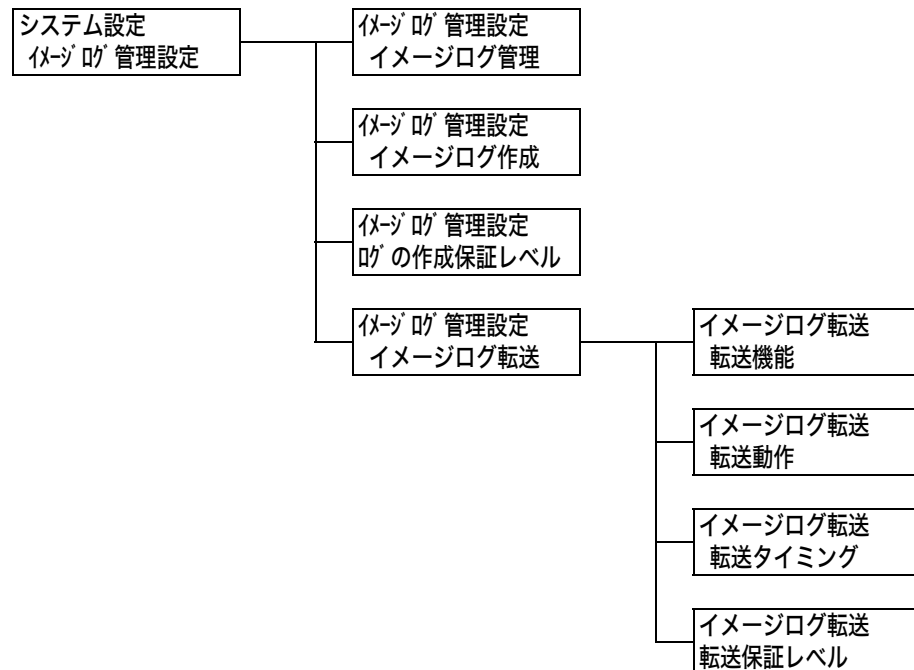 システム設定
ｲﾒｰｼﾞﾛｸﾞ管理設定
ｲﾒｰｼﾞﾛｸﾞ管理設定
イメージログ管理
ｲﾒｰｼﾞﾛｸﾞ管理設定
イメージログ作成
ｲﾒｰｼﾞﾛｸﾞ管理設定
ﾛｸﾞの作成保証レベル
ｲﾒｰｼﾞﾛｸﾞ管理設定
イメージログ転送
イメージログ転送
転送機能
イメージログ転送
転送動作
イメージログ転送
転送タイミング
イメージログ転送
転送保証レベル